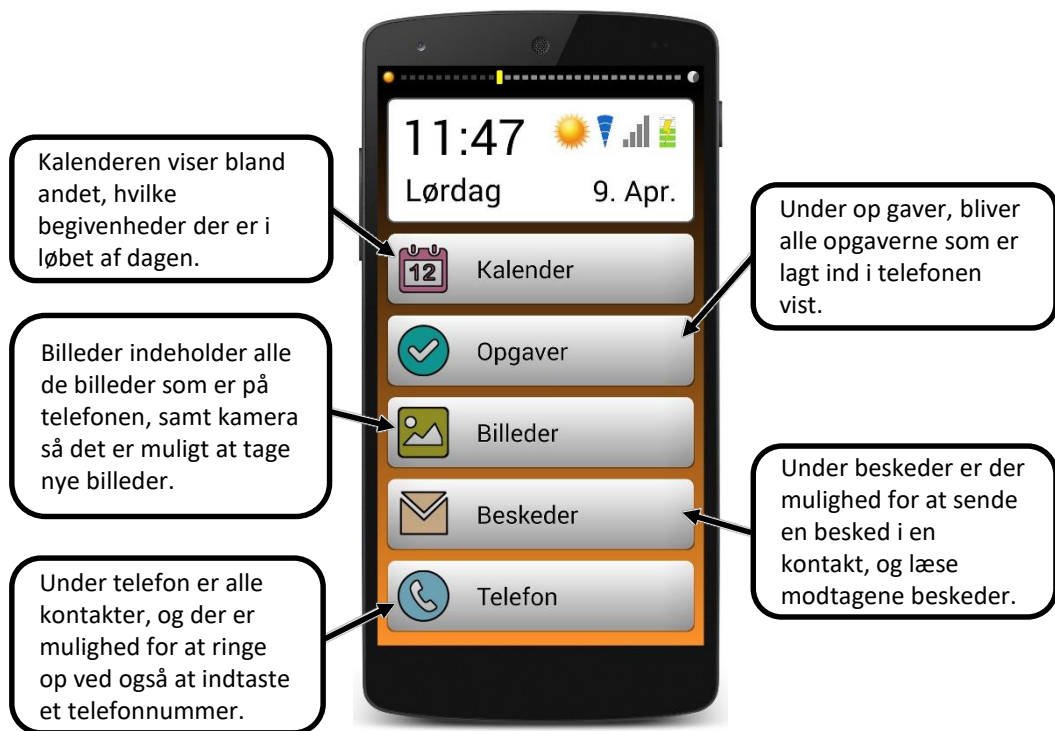 11:47
Lørdag 9. Apr.
12
Kalender
Opgaver
Billeder
Beskeder
Telefon
Kalenderen viser bland
andet, hvilke
begivenheder der er i
løbet af dagen.
Billeder indeholder alle
de billeder som er på
telefonen, samt kamera
så det er muligt at tage
nye billeder.
Under telefon er alle
kontakter, og der er
mulighed for at ringe
op ved også at indtaste
et telefonnummer.
Under op gaver, bliver
alle opgaverne som er
lagt ind i telefonen
vist.
Under beskeder er der
mulighed for at sende
en besked i en
kontakt, og læse
modtagene beskeder.